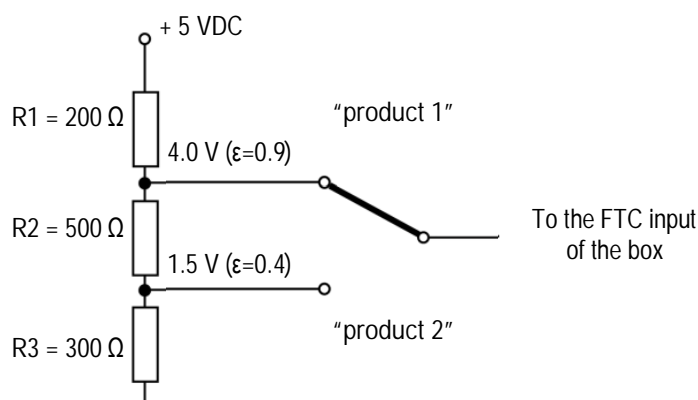 + 5 VDC
R1 = 200 Ω
“product 1”
4.0 V (ε=0.9)
R2 = 500 Ω
To the FTC input
of the box
1.5 V (ε=0.4)
“product 2”
R3 = 300 Ω